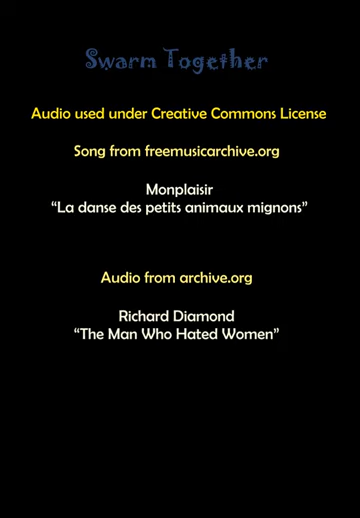 Swarm Together
Audio used under Creative Commons License
Song from freemusicarchive.org
Monplaisir
“La danse des petits animaux mignons”
Audio from archive.org
Richard Diamond
“The Man Who Hated Women”